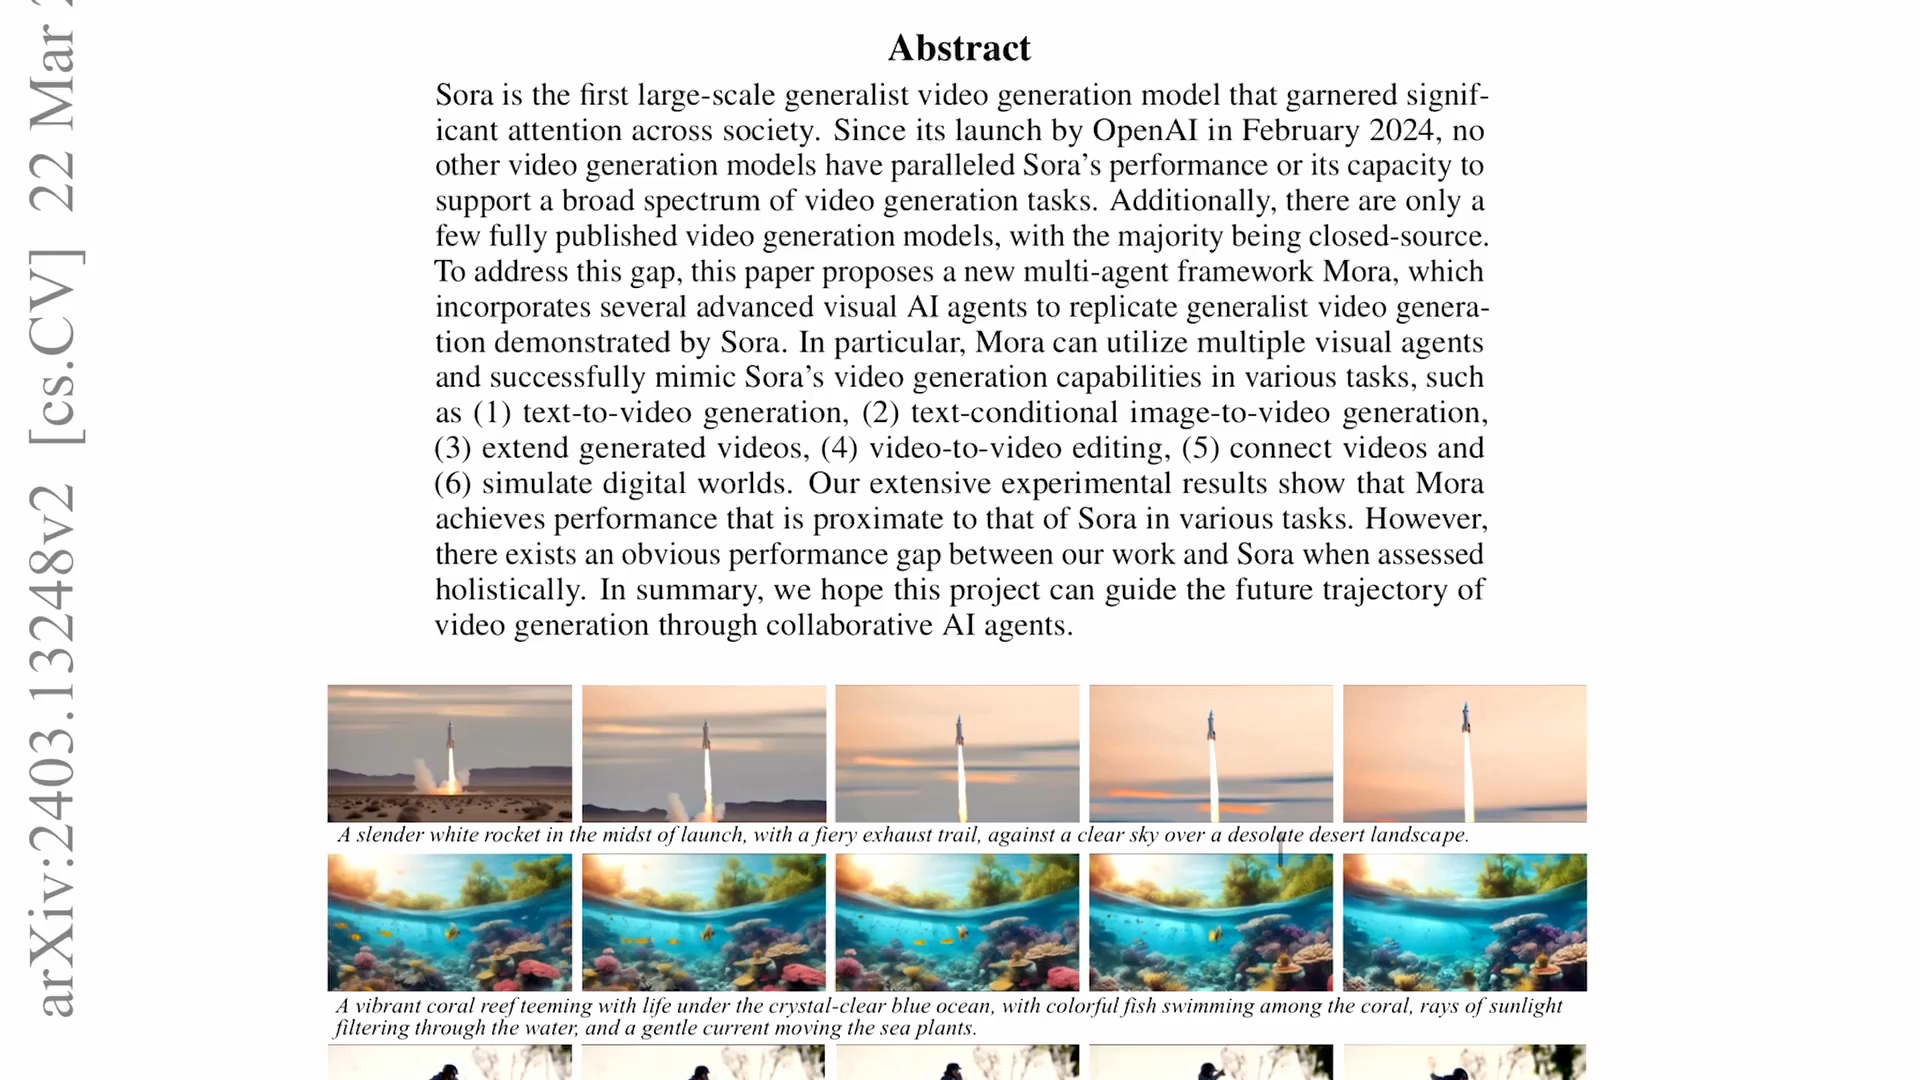 arXiv:2403.13248v2 [cs.CV] 22 Mar
Abstract
Sora is the first large-scale generalist video generation model that garnered signif-
icant attention across society. Since its launch by OpenAI in February 2024, no
other video generation models have paralleled Sora's performance or its capacity to
support a broad spectrum of video generation tasks. Additionally, there are only a
few fully published video generation models, with the majority being closed-source.
To address this gap, this paper proposes a new multi-agent framework Mora, which
incorporates several advanced visual AI agents to replicate generalist video genera-
tion demonstrated by Sora. In particular, Mora can utilize multiple visual agents
and successfully mimic Sora's video generation capabilities in various tasks, such
as (1) text-to-video generation, (2) text-conditional image-to-video generation,
(3) extend generated videos, (4) video-to-video editing, (5) connect videos and
(6) simulate digital worlds. Our extensive experimental results show that Mora
achieves performance that is proximate to that of Sora in various tasks. However,
there exists an obvious performance gap between our work and Sora when assessed
holistically. In summary, we hope this project can guide the future trajectory of
video generation through collaborative AI agents.
A slender white rocket in the midst of launch, with a fiery exhaust trail, against a clear sky over a desolate desert landscape.
A vibrant coral reef teeming with life under the crystal-clear blue ocean, with colorful fish swimming among the coral, rays of sunlight
filtering through the water, and a gentle current moving the sea plants.